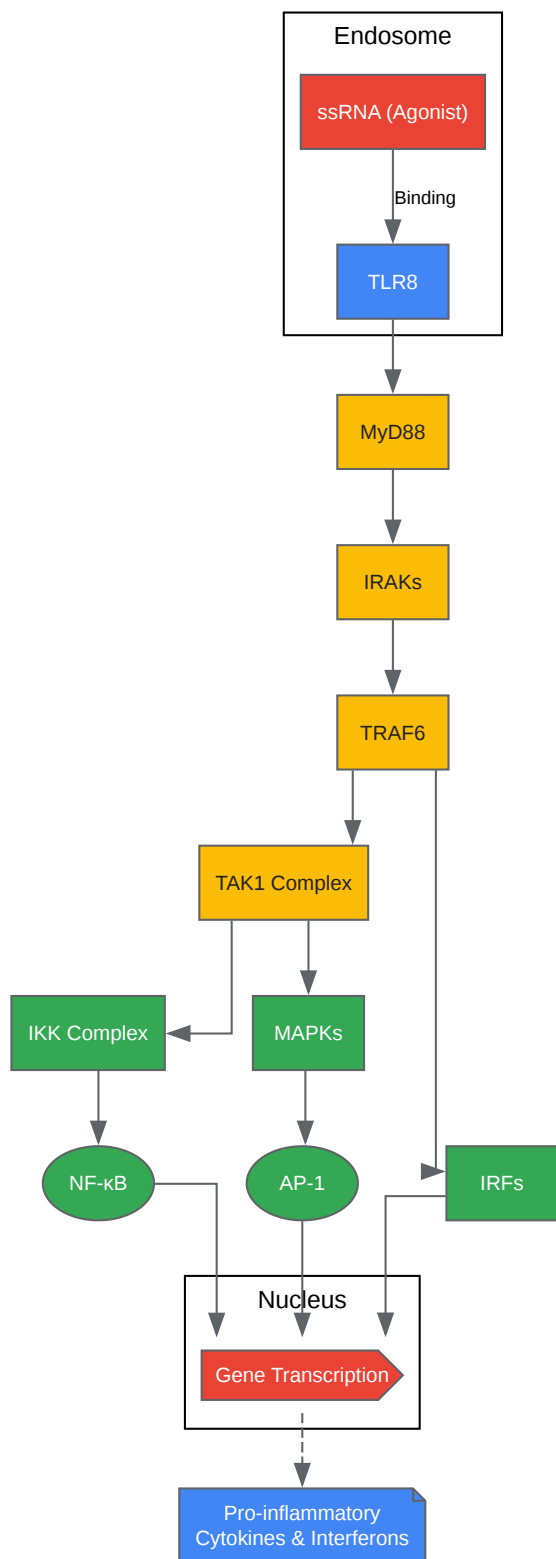 Endosome
ssRNA (Agonist)
Binding
TLR8
MyD88
IRAKs
TRAF6
TAK1 Complex
IKK Complex
MAPKs
NF-κB
AP-1
IRFs
Nucleus
Gene Transcription
Pro-inflammatory
Cytokines & Interferons